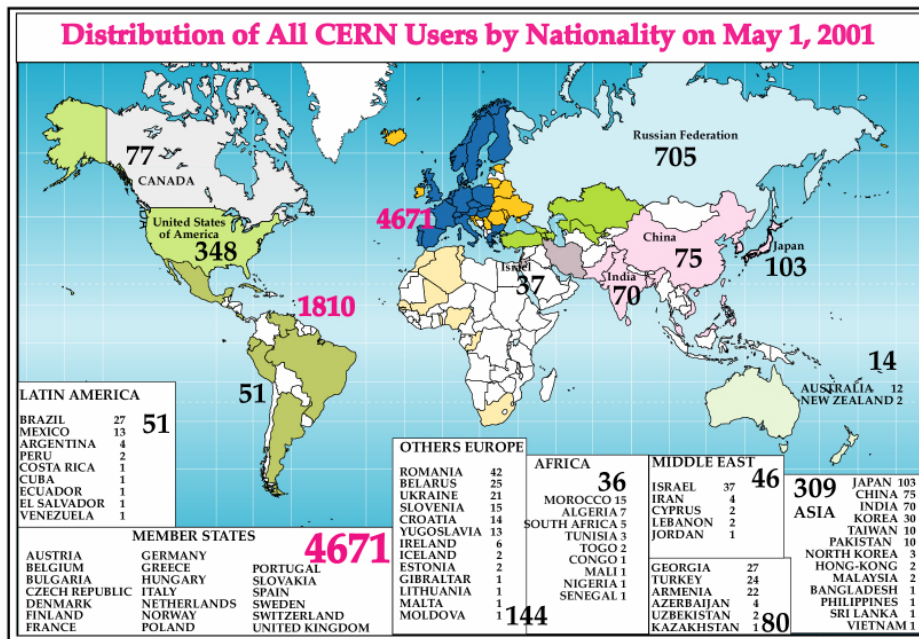 Distribution of All CERN Users by Nationality on May 1, 2001
Russian Federation
705
77
CANADA
United States
of America
348
4671
China
75
Japan
103
Israel
37
India
70
1810
14
AUSTRALIA 12
NEW ZEALAND 2
51
LATIN AMERICA
51
BRAZIL 27
MEXICO 13
ARGENTINA 4
PERU 2
COSTA RICA 1
CUBA 1
ECUADOR 1
EL SALVADOR 1
VENEZUELA 1
MEMBER STATES
4671
AUSTRIA
BELGIUM
BULGARIA
CZECH REPUBLIC
DENMARK
FINLAND
FRANCE
GERMANY
GREECE
HUNGARY
ITALY
NETHERLANDS
NORWAY
POLAND
PORTUGAL
SLOVAKIA
SPAIN
SWEDEN
SWITZERLAND
UNITED KINGDOM
OTHERS EUROPE
ROMANIA 42
BELARUS 25
UKRAINE 21
SLOVENIA 15
CROATIA 14
YUGOSLAVIA 13
IRELAND 6
ICELAND 2
ESTONIA 2
GIBRALTAR 1
LITHUANIA 1
MALTA 1
MOLDOVA 1
144
AFRICA
36
MOROCCO 15
ALGERIA 7
SOUTH AFRICA 5
TUNISIA 3
TOGO 2
CONGO 1
MALI 1
NIGERIA 1
SENEGAL 1
MIDDLE EAST
46
ISRAEL 37
IRAN 4
CYPRUS 2
LEBANON 2
JORDAN 1
GEORGIA 27
TURKEY 24
ARMENIA 22
AZERBAIJAN 4
UZBEKISTAN 2
KAZAKHSTAN 1
80
309
ASIA
JAPAN 103
CHINA 75
INDIA 70
KOREA 30
TAIWAN 10
PAKISTAN 10
NORTH KOREA 3
HONG-KONG 2
MALAYSIA 2
BANGLADESH 1
PHILIPPINES 1
SRI LANKA 1
VIETNAM 1